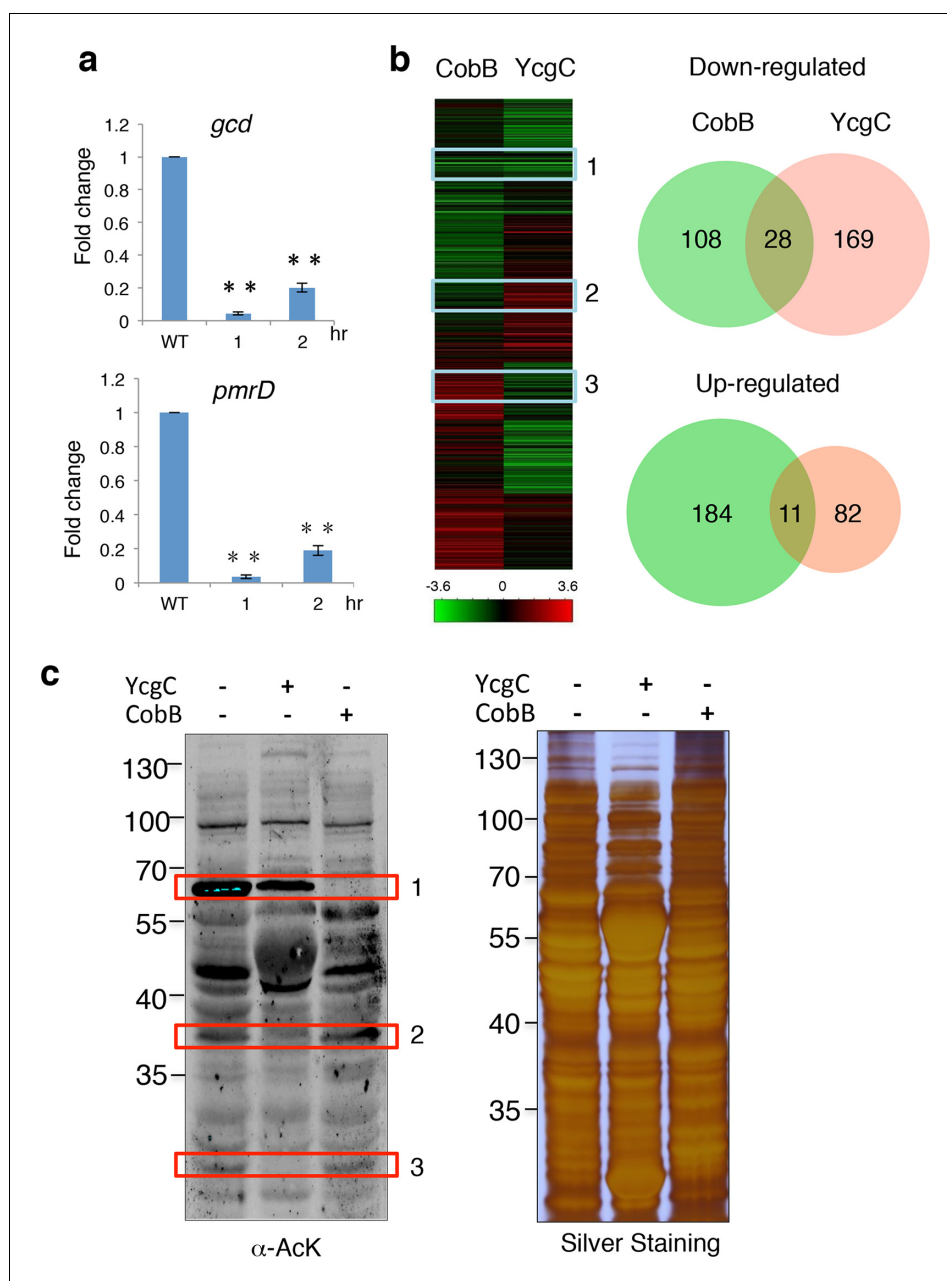 a
gcd
Fold change
1.2
1
0.8
0.6
0.4
0.2
0
* *
* *
WT
1
2
hr
pmrD
Fold change
1.2
1
0.8
0.6
0.4
0.2
0
* *
* *
WT
1
2
hr
b
CobB YcgC
1
2
3
-3.6 0 3.6
Down-regulated
CobB YcgC
108 28 169
Up-regulated
184 11 82
c
YcgC - + -
CobB - - +
130
100
70
55
40
35
1
2
3
α-AcK
YcgC - + -
CobB - - +
130
100
70
55
40
35
Silver Staining